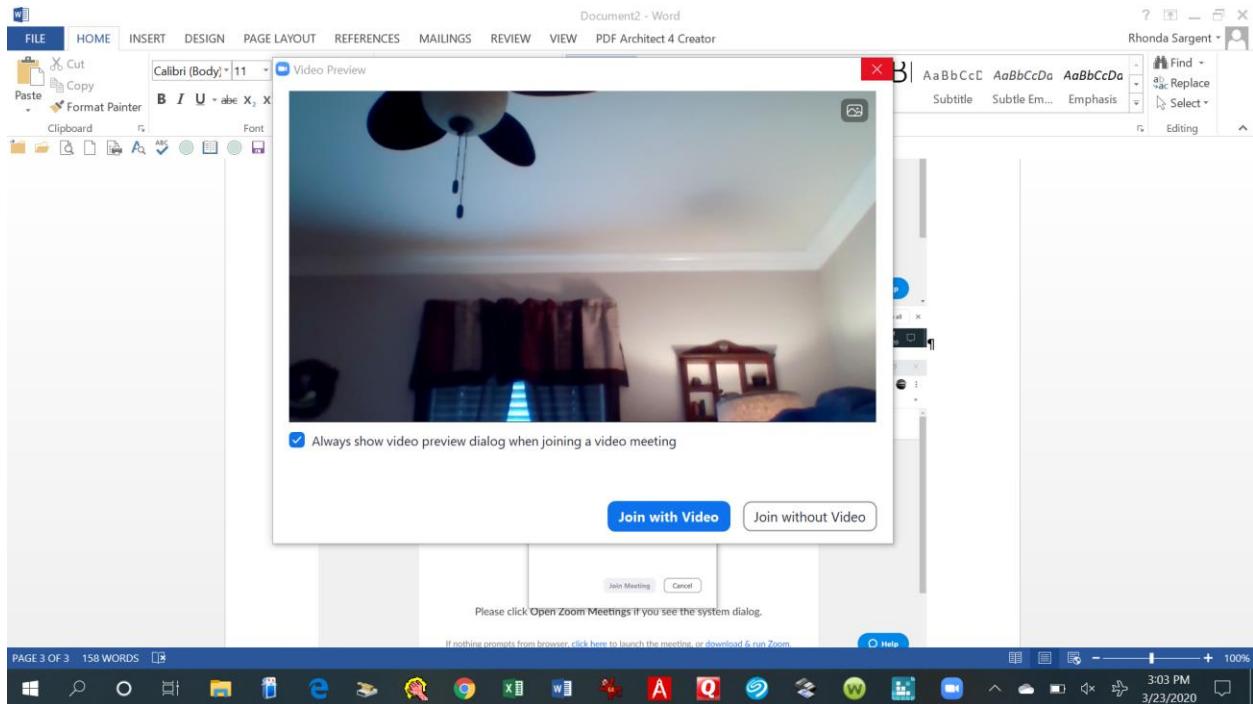 Document2 - Word
FILE HOME INSERT DESIGN PAGE LAYOUT REFERENCES MAILINGS REVIEW VIEW PDF Architect 4 Creator Rhonda Sargent
Cut
Copy
Paste
Format Painter
Clipboard
Calibri (Body) 11
B I U abc X₂ X
Font
Video Preview
AaBbCcD AaBbCcDa AaBbCcDa
Subtitle Subtle Em... Emphasis
Find
Replace
Select
Editing
Always show video preview dialog when joining a video meeting
Join with Video Join without Video
Join Meeting Cancel
Please click Open Zoom Meetings if you see the system dialog.
If nothing prompts from browser, click here to launch the meeting, or download & run Zoom.
Help
PAGE 3 OF 3 158 WORDS 100%
3:03 PM
3/23/2020